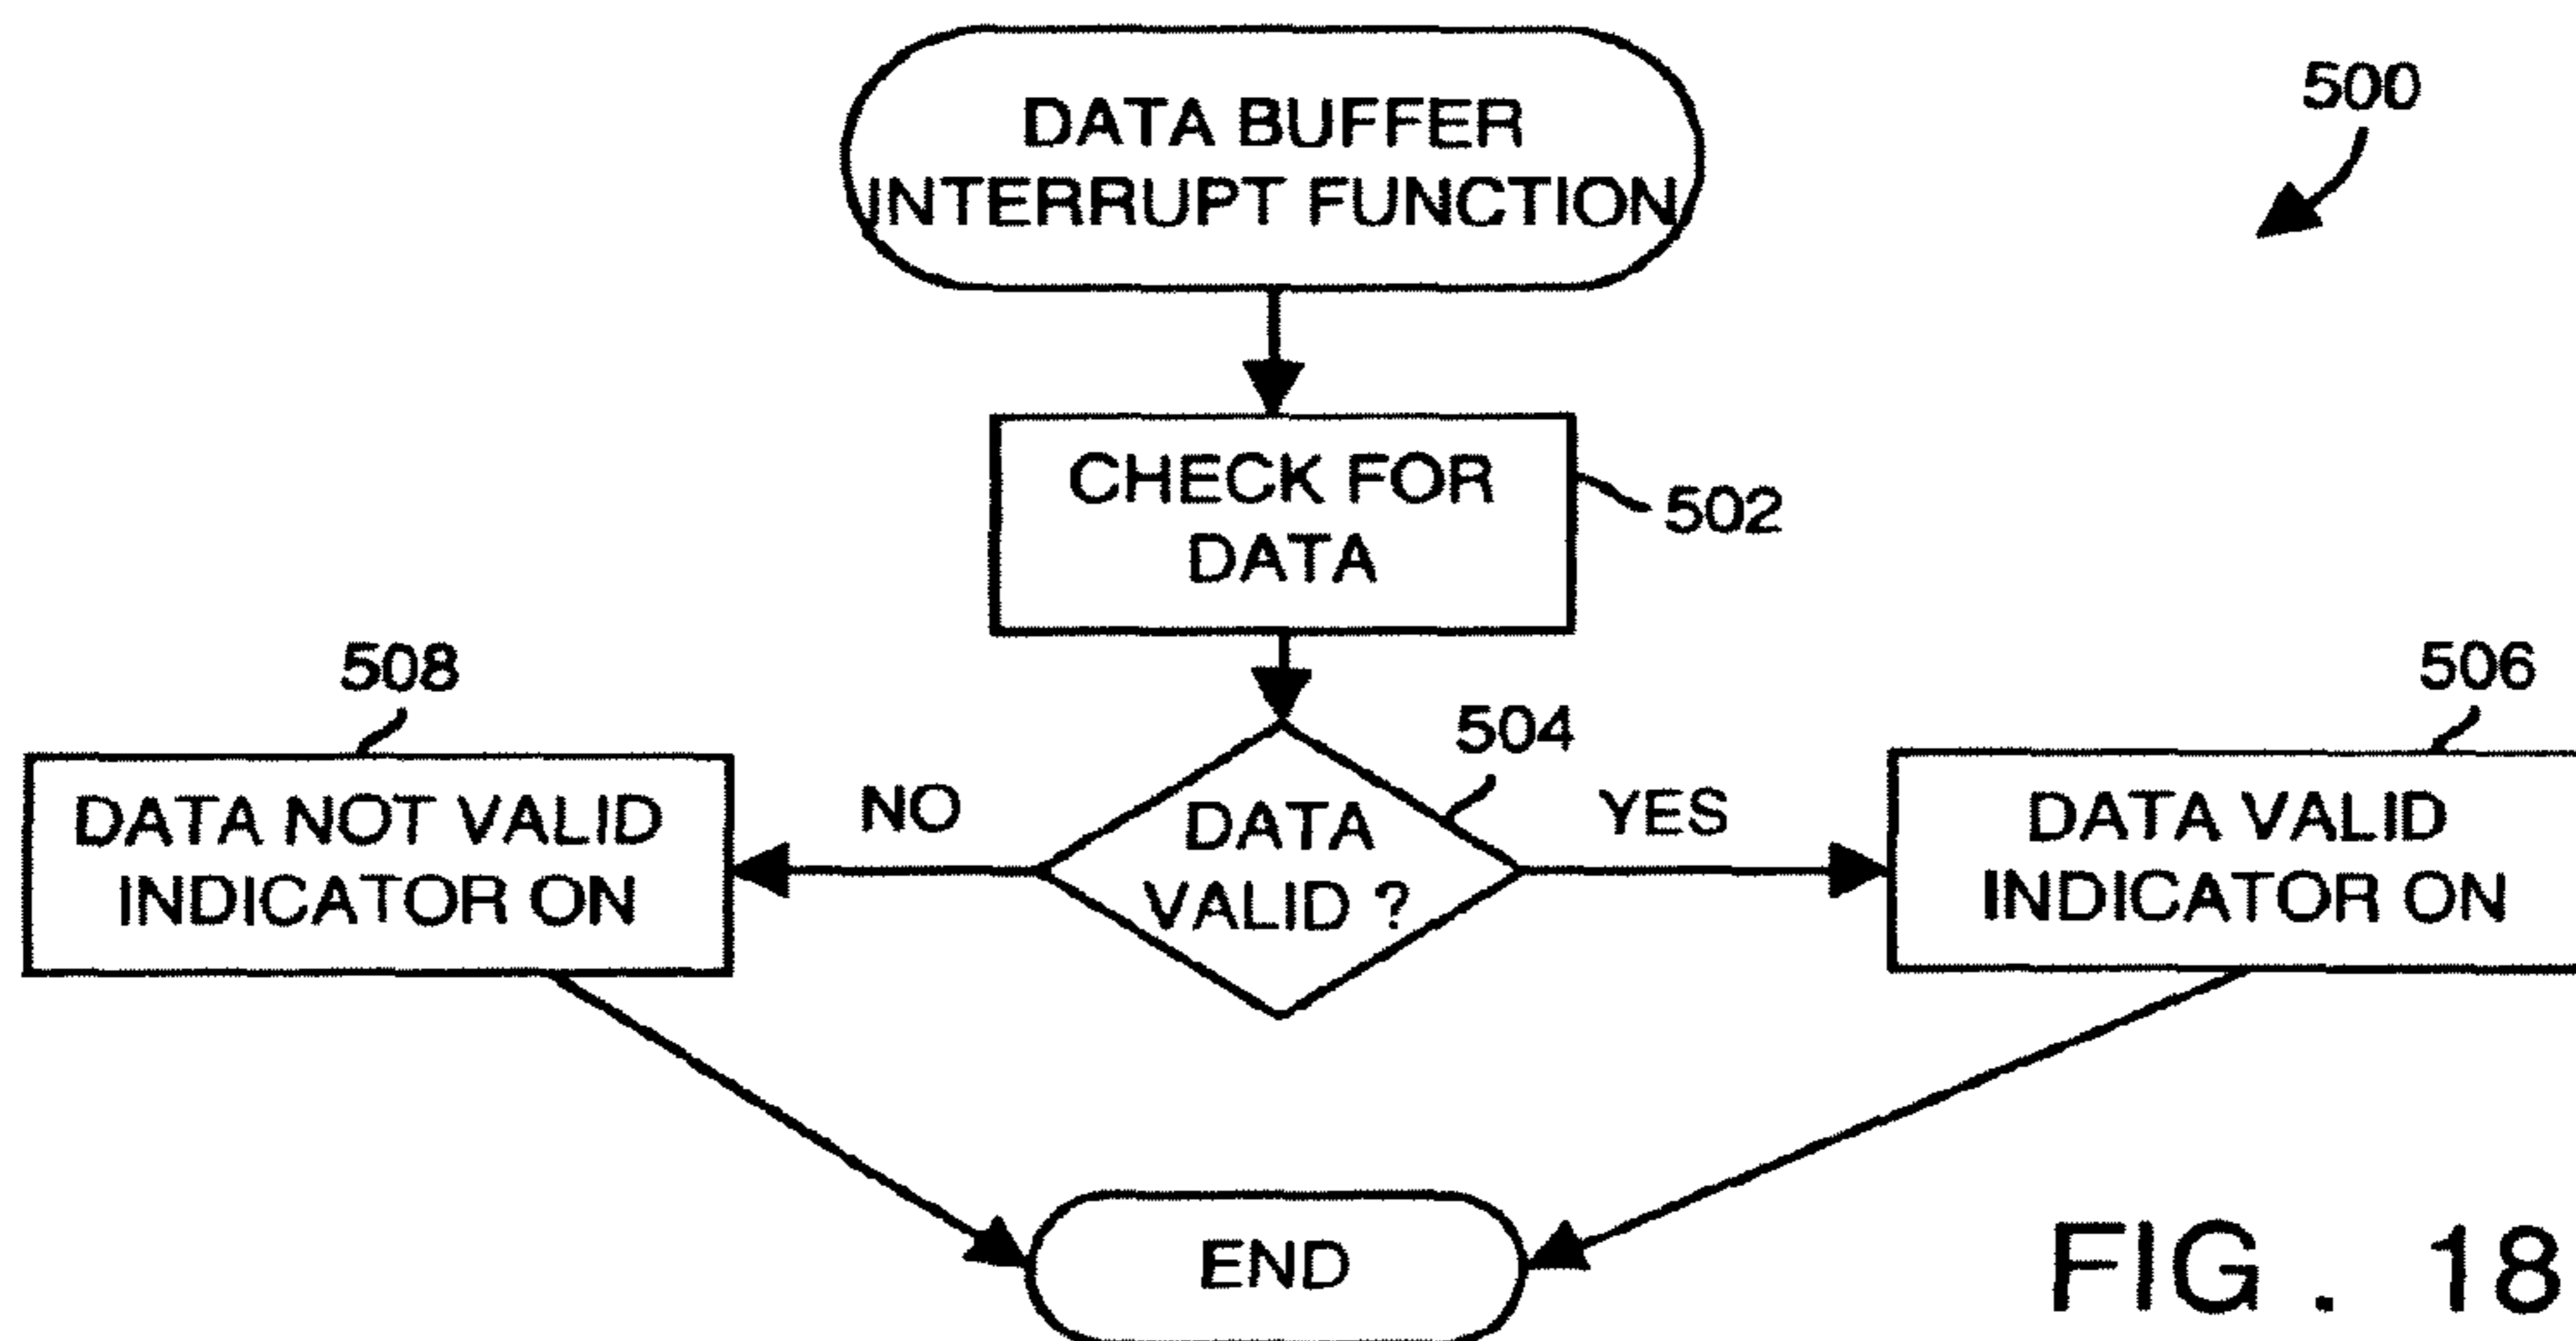 DATA BUFFER
INTERRUPT FUNCTION
500
CHECK FOR
DATA
502
508
506
504
DATA NOT VALID
INDICATOR ON
NO
DATA
VALID ?
YES
DATA VALID
INDICATOR ON
END
FIG . 18